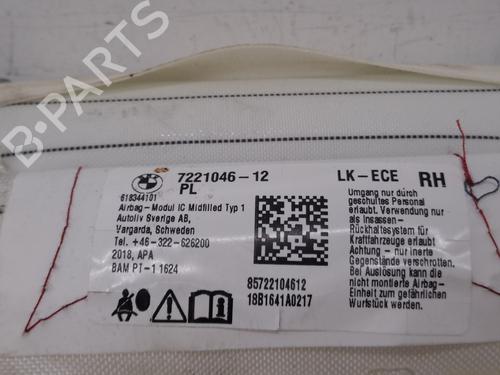 7221046-12
PL
LK-ECE
RH
618344101
Airbag-Modul IC Midfilled Typ 1
Autoliv Sverige AB,
Vargarda, Schweden
Tel. +46-322-626200
2018, APA
BAM PT-1 1624
85722104612
18B1641A0217
Umgang nur durch
geschultes Personal
erlaubt. Verwendung nur
als Insassen-
Rückhaltesystem für
Kraftfahrzeuge erlaubt
Achtung - nur inerte
Gegenstände verschrotten.
Bei Auslösung kann die
nicht montierte Airbag-
Einheit zum gefährlichen
Wurfstück werden.
B-PARTS